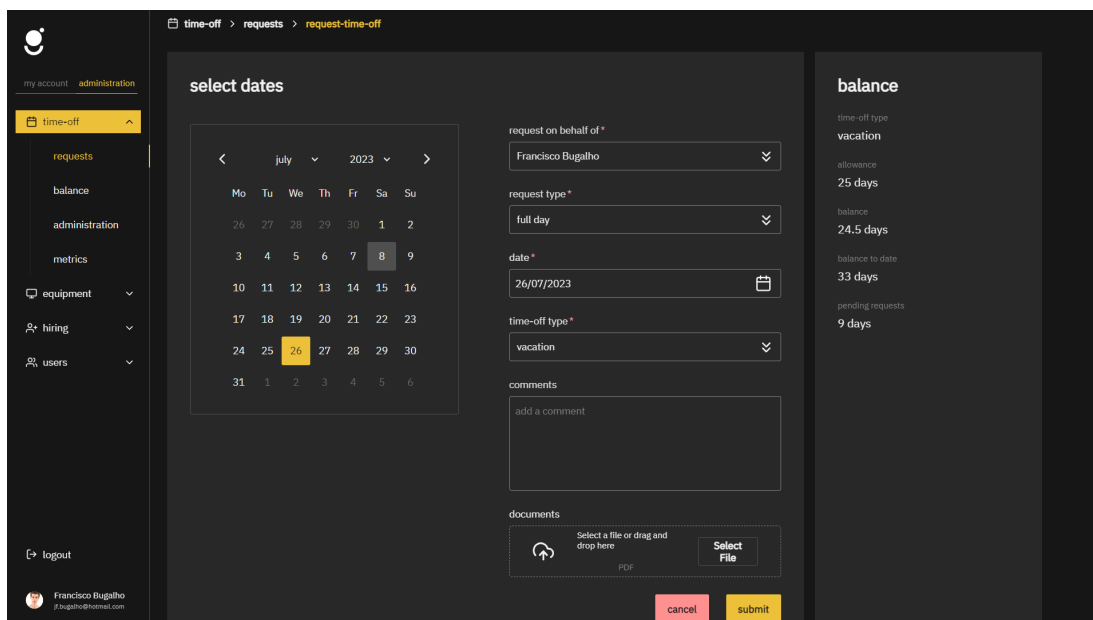 time-off > requests > request-time-off
my account administration
time-off
requests
balance
administration
metrics
equipment
hiring
users
logout
Francisco Bugalho
jf.bugalho@hotmail.com
select dates
july 2023
Mo Tu We Th Fr Sa Su
26 27 28 29 30 1 2
3 4 5 6 7 8 9
10 11 12 13 14 15 16
17 18 19 20 21 22 23
24 25 26 27 28 29 30
31 1 2 3 4 5 6
request on behalf of *
Francisco Bugalho
request type *
full day
date *
26/07/2023
time-off type *
vacation
comments
add a comment
documents
Select a file or drag and
drop here
PDF
Select
File
cancel submit
balance
time-off type
vacation
allowance
25 days
balance
24.5 days
balance to date
33 days
pending requests
9 days